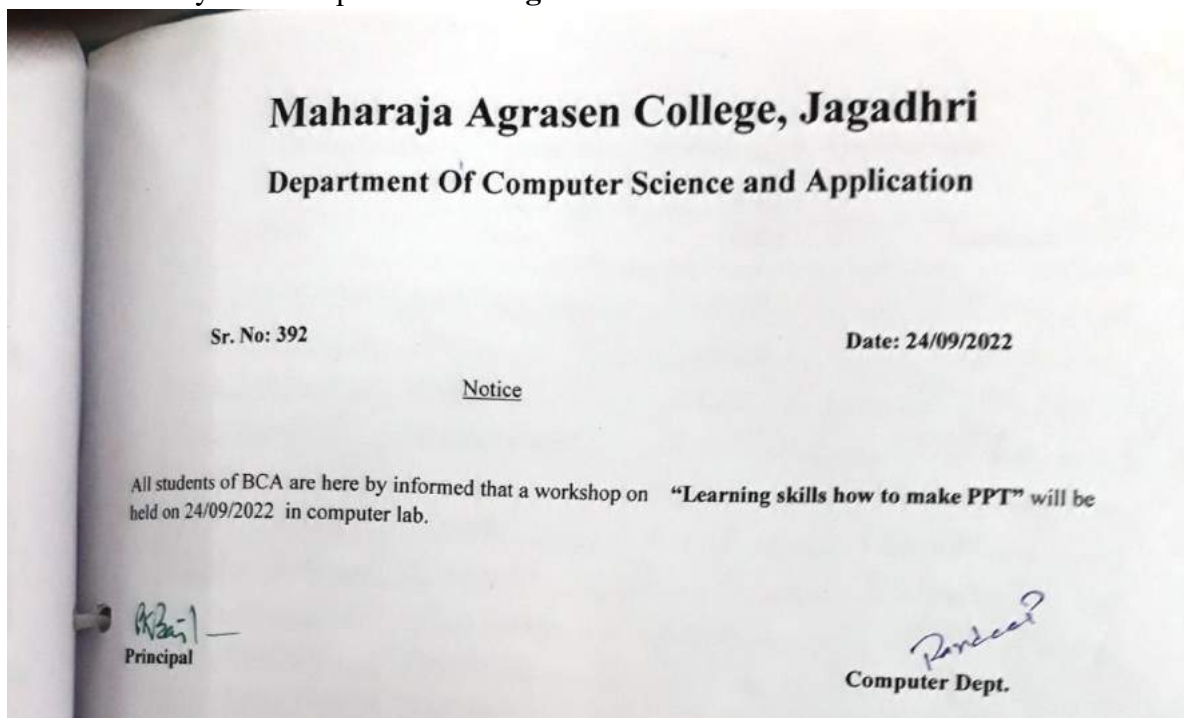 Maharaja Agrasen College, Jagadhri
Department Of Computer Science and Application
Sr. No: 392
Date: 24/09/2022
Notice
All students of BCA are here by informed that a workshop on “Learning skills how to make PPT” will be
held on 24/09/2022 in computer lab.
Principal
Computer Dept.